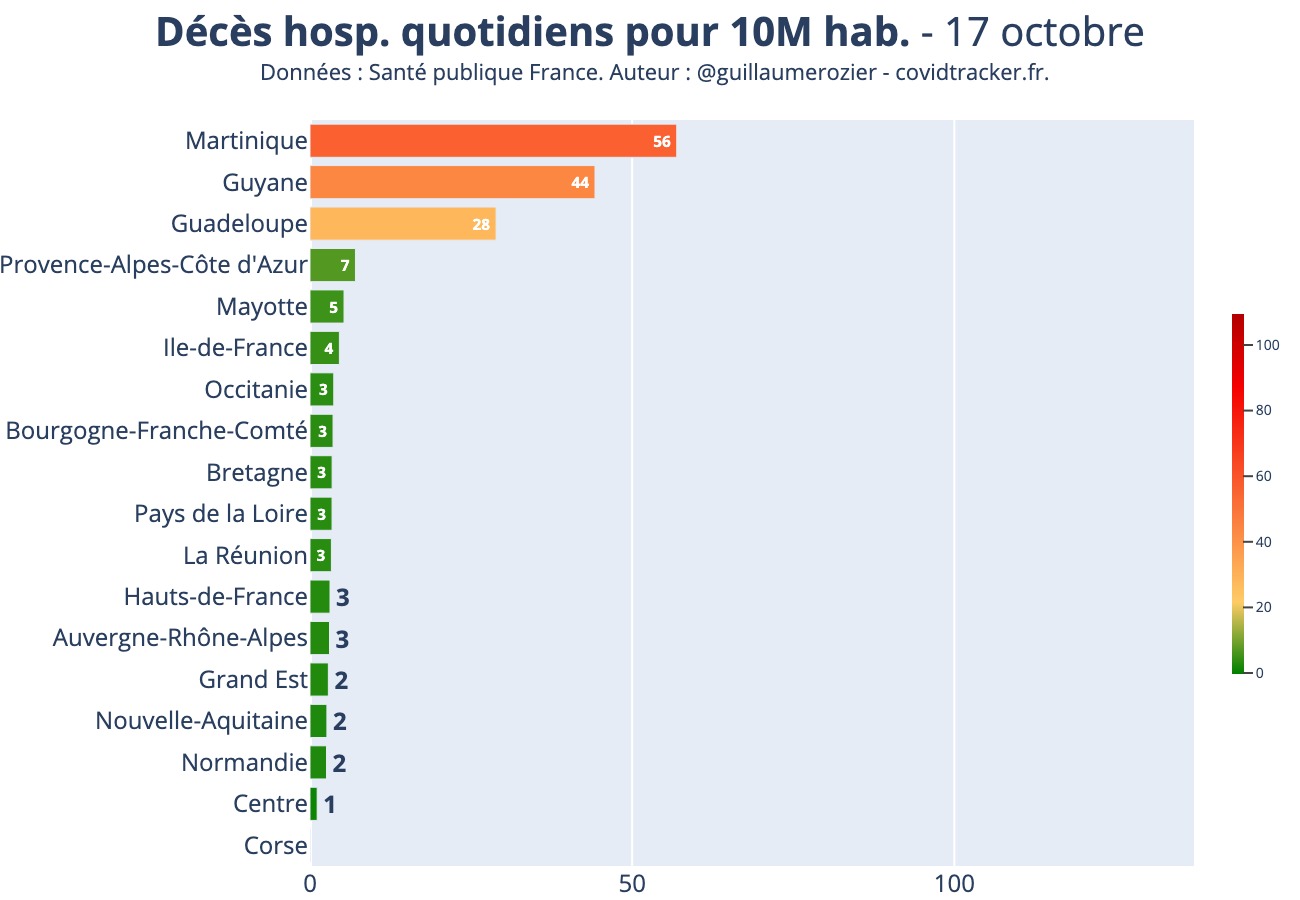 Décès hosp. quotidiens pour 10M hab. - 17 octobre
Données : Santé publique France. Auteur : @guillaumerozier - covidtracker.fr.
Martinique 56
Guyane 44
Guadeloupe 28
Provence-Alpes-Côte d'Azur 7
Mayotte 5
Ile-de-France 4
Occitanie 3
Bourgogne-Franche-Comté 3
Bretagne 3
Pays de la Loire 3
La Réunion 3
Hauts-de-France 3
Auvergne-Rhône-Alpes 3
Grand Est 2
Nouvelle-Aquitaine 2
Normandie 2
Centre 1
Corse
0 50 100
100
80
60
40
20
0